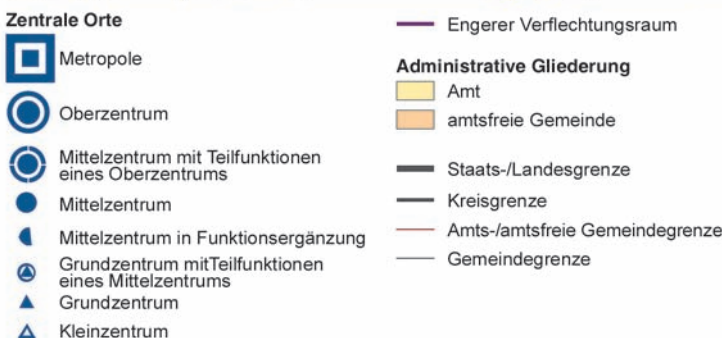 Zentrale Orte
Metropole
Oberzentrum
Mittelzentrum mit Teilfunktionen
eines Oberzentrums
Mittelzentrum
Mittelzentrum in Funktionsergänzung
Grundzentrum mitTeilfunktionen
eines Mittelzentrums
Grundzentrum
Kleinzentrum
Engerer Verflechtungsraum
Administrative Gliederung
Amt
amtsfreie Gemeinde
Staats-/Landesgrenze
Kreisgrenze
Amts-/amtsfreie Gemeindegrenze
Gemeindegrenze